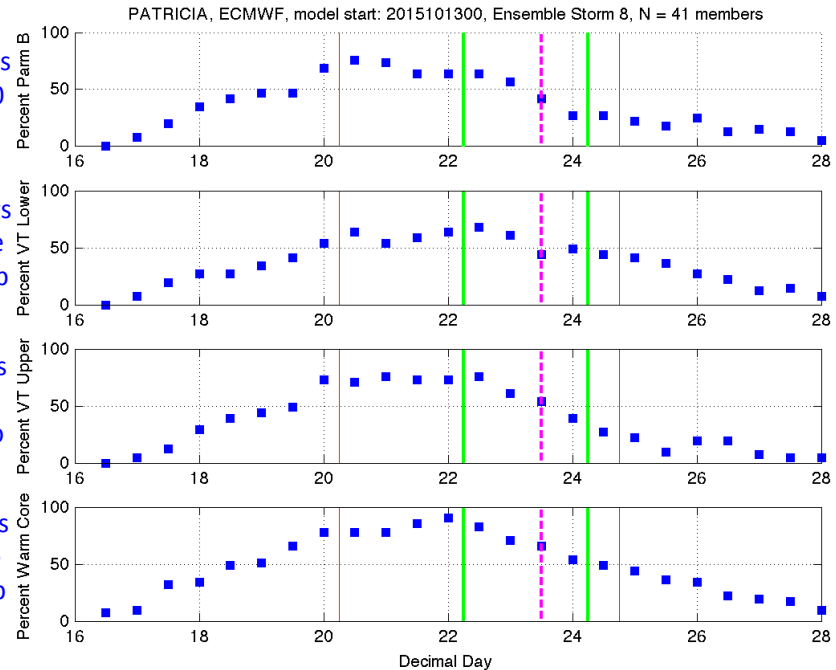 PATRICIA, ECMWF, model start: 2015101300, Ensemble Storm 8, N = 41 members
Percent Parm B
100
50
0
16 18 20 22 24 26 28
Percent VT Lower
100
50
0
16 18 20 22 24 26 28
Percent VT Upper
100
50
0
16 18 20 22 24 26 28
Percent Warm Core
100
50
0
16 18 20 22 24 26 28
Decimal Day